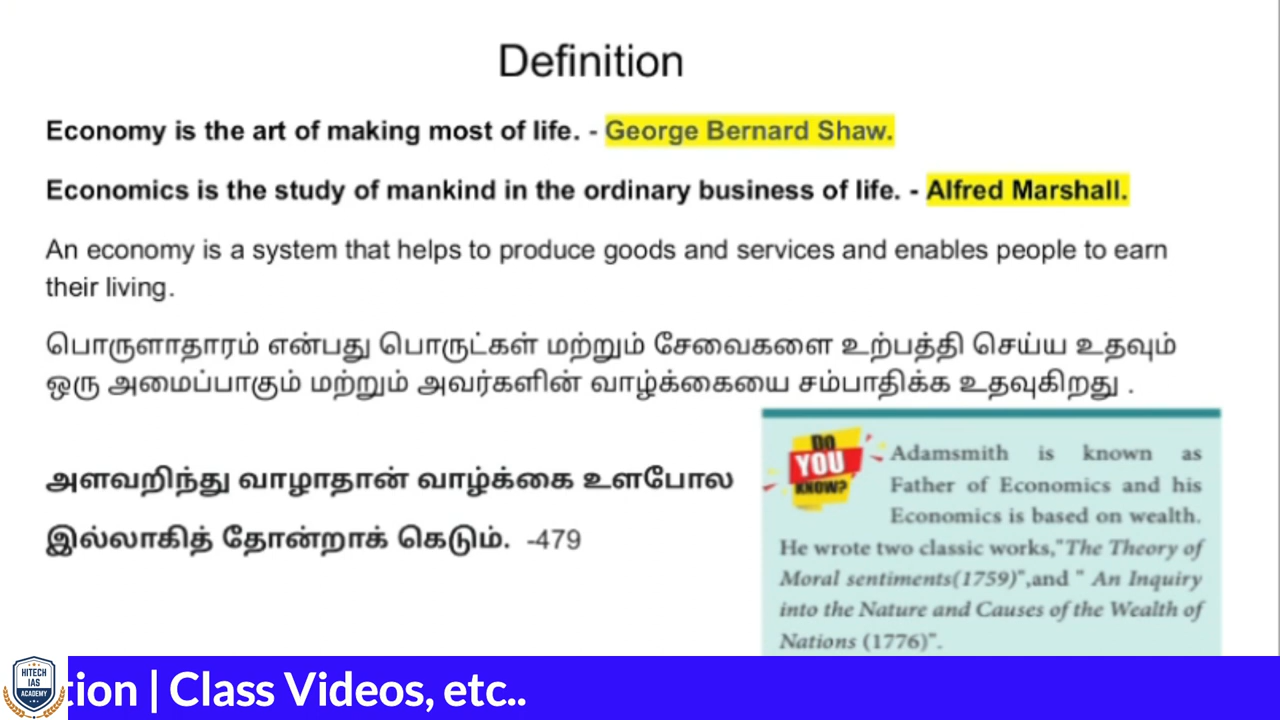 Definition
Economy is the art of making most of life. - George Bernard Shaw.
Economics is the study of mankind in the ordinary business of life. - Alfred Marshall.
An economy is a system that helps to produce goods and services and enables people to earn
their living.
பொருளாதாரம் என்பது பொருட்கள் மற்றும் சேவைகளை உற்பத்தி செய்ய உதவும்
ஒரு அமைப்பாகும் மற்றும் அவர்களின் வாழ்க்கையை சம்பாதிக்க உதவுகிறது .
அளவறிந்து வாழாதான் வாழ்க்கை உளபோல
இல்லாகித் தோன்றாக் கெடும். -479
DO
YOU
KNOW?
Adamsmith is known as
Father of Economics and his
Economics is based on wealth.
He wrote two classic works,"The Theory of
Moral sentiments(1759)",and " An Inquiry
into the Nature and Causes of the Wealth of
Nations (1776)".
HITECH
IAS
ACADEMY
tion | Class Videos, etc..